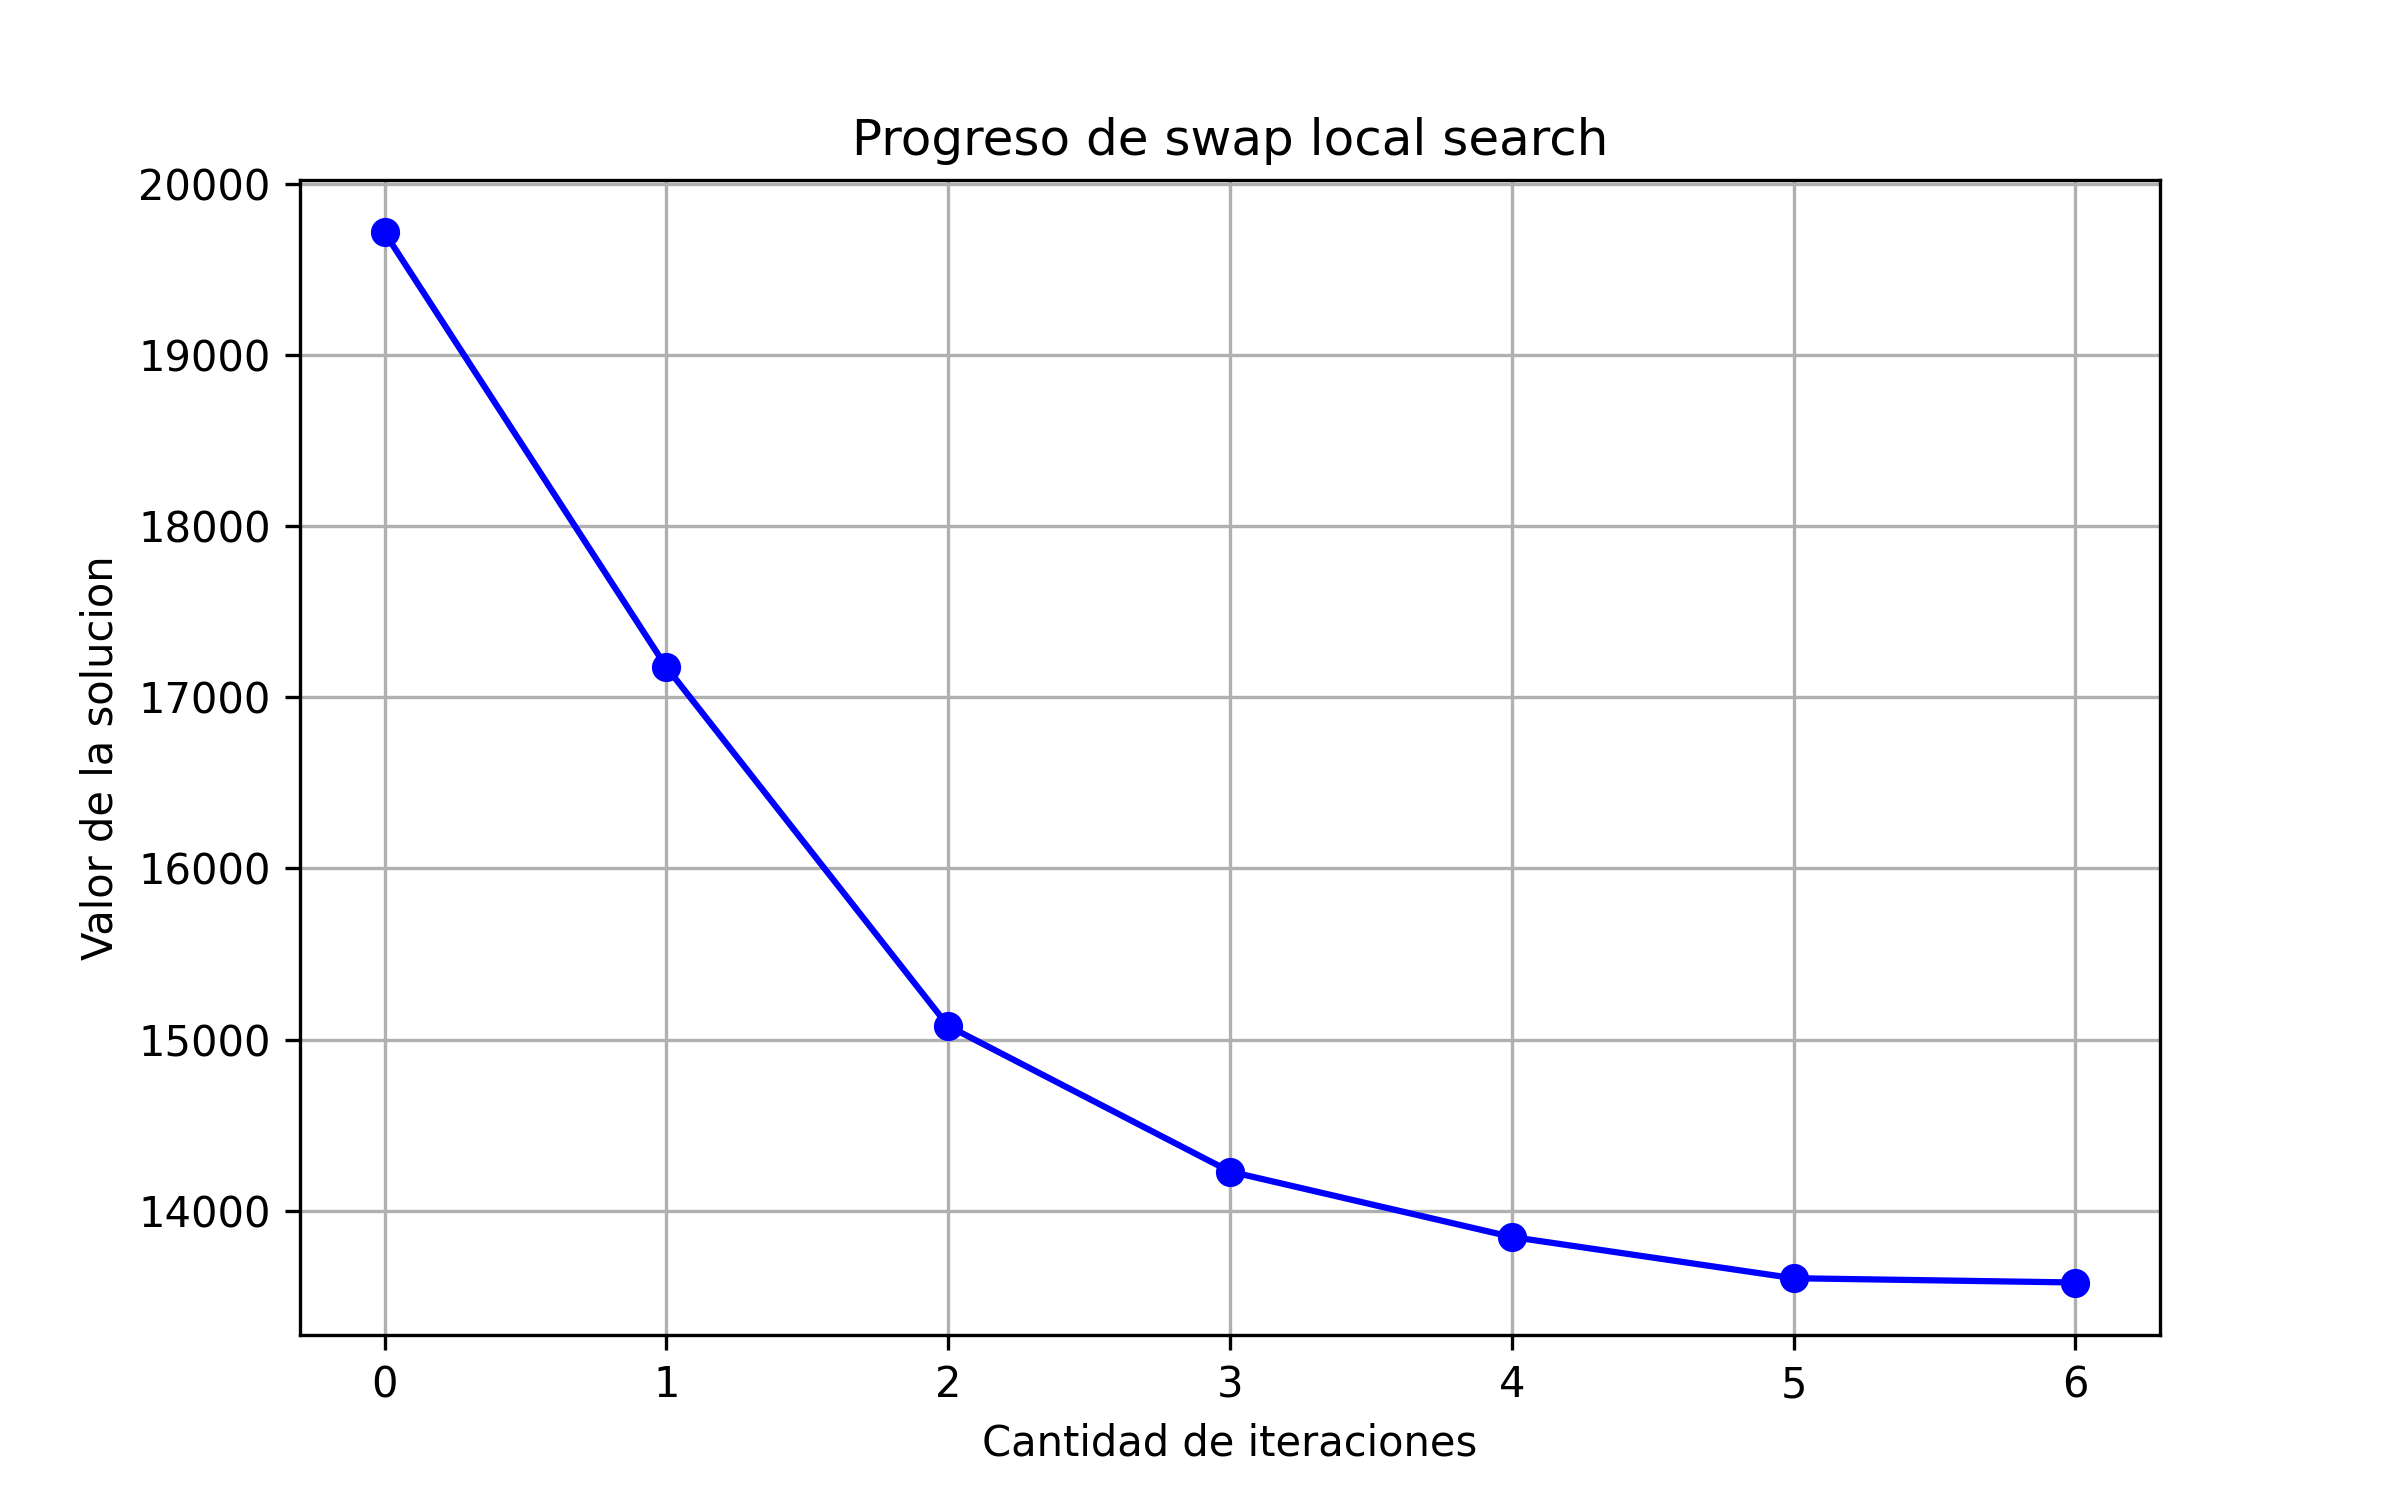 Progreso de swap local search
20000
19000
18000
17000
16000
15000
14000
Valor de la solucion
0 1 2 3 4 5 6
Cantidad de iteraciones